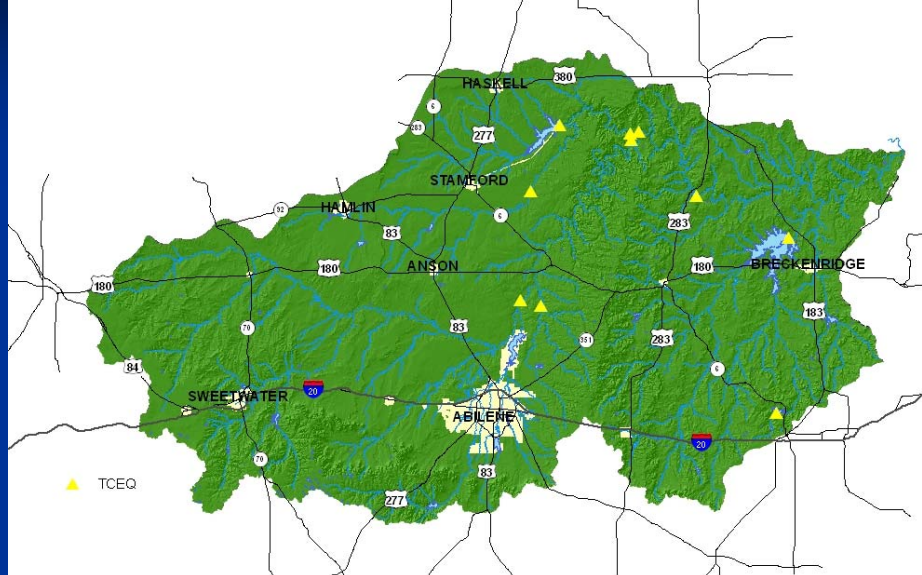 HASKELL
380
6
283
277
STAMFORD
92
HAMLIN
6
83
283
180
ANSON
180
180
BRECKENRIDGE
70
83
183
84
351
283
6
SWEETWATER
20
ABILENE
20
70
83
277
TCEQ